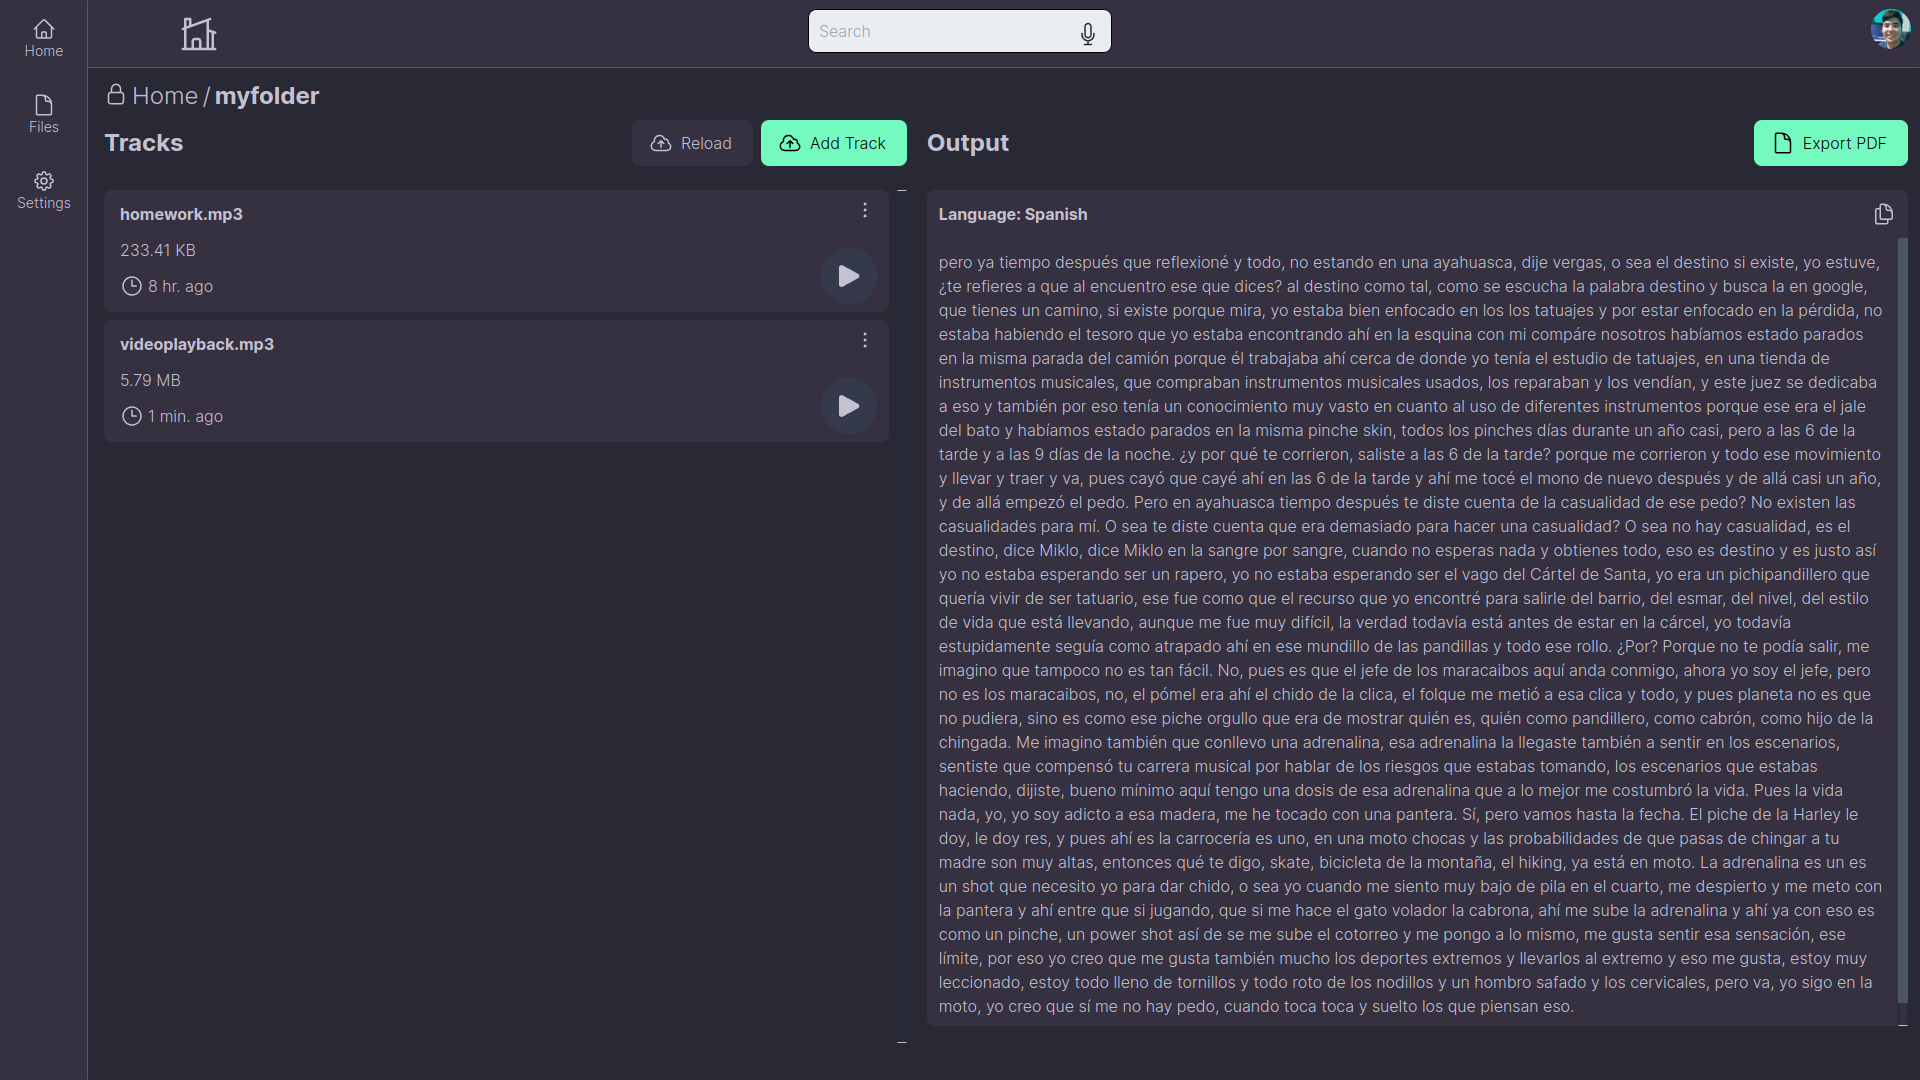 Home
Files
Settings
Search
Home / myfolder
Tracks
Reload
Add Track
homework.mp3
233.41 KB
8 hr. ago
videoplayback.mp3
5.79 MB
1 min. ago
Output
Export PDF
Language: Spanish
pero ya tiempo después que reflexioné y todo, no estando en una ayahuasca, dije vergas, o sea el destino si existe, yo estuve,
¿te refieres a que al encuentro ese que dices? al destino como tal, como se escucha la palabra destino y busca la en google,
que tienes un camino, si existe porque mira, yo estaba bien enfocado en los los tatuajes y por estar enfocado en la pérdida, no
estaba habiendo el tesoro que yo estaba encontrando ahí en la esquina con mi compáre nosotros habíamos estado parados
en la misma parada del camión porque él trabajaba ahí cerca de donde yo tenía el estudio de tatuajes, en una tienda de
instrumentos musicales, que compraban instrumentos musicales usados, los reparaban y los vendían, y este juez se dedicaba
a eso y también por eso tenía un conocimiento muy vasto en cuanto al uso de diferentes instrumentos porque ese era el jale
del bato y habíamos estado parados en la misma pinche skin, todos los pinches días durante un año casi, pero a las 6 de la
tarde y a las 9 días de la noche. ¿y por qué te corrieron, saliste a las 6 de la tarde? porque me corrieron y todo ese movimiento
y llevar y traer y va, pues cayó que cayé ahí en las 6 de la tarde y ahí me tocé el mono de nuevo después y de allá casi un año,
y de allá empezó el pedo. Pero en ayahuasca tiempo después te diste cuenta de la casualidad de ese pedo? No existen las
casualidades para mí. O sea te diste cuenta que era demasiado para hacer una casualidad? O sea no hay casualidad, es el
destino, dice Miklo, dice Miklo en la sangre por sangre, cuando no esperas nada y obtienes todo, eso es destino y es justo así
yo no estaba esperando ser un rapero, yo no estaba esperando ser el vago del Cártel de Santa, yo era un pichipandillero que
quería vivir de ser tatuario, ese fue como que el recurso que yo encontré para salirle del barrio, del esmar, del nivel, del estilo
de vida que está llevando, aunque me fue muy difícil, la verdad todavía está antes de estar en la cárcel, yo todavía
estupidamente seguía como atrapado ahí en ese mundillo de las pandillas y todo ese rollo. ¿Por? Porque no te podía salir, me
imagino que tampoco no es tan fácil. No, pues es que el jefe de los maracaibos aquí anda conmigo, ahora yo soy el jefe, pero
no es los maracaibos, no, el pómel era ahí el chido de la clica, el folque me metió a esa clica y todo, y pues planeta no es que
no pudiera, sino es como ese piche orgullo que era de mostrar quién es, quién como pandillero, como cabrón, como hijo de la
chingada. Me imagino también que conllevo una adrenalina, esa adrenalina la llegaste también a sentir en los escenarios,
sentiste que compensó tu carrera musical por hablar de los riesgos que estabas tomando, los escenarios que estabas
haciendo, dijiste, bueno mínimo aquí tengo una dosis de esa adrenalina que a lo mejor me costumbró la vida. Pues la vida
nada, yo, yo soy adicto a esa madera, me he tocado con una pantera. Sí, pero vamos hasta la fecha. El piche de la Harley le
doy, le doy res, y pues ahí es la carrocería es uno, en una moto chocas y las probabilidades de que pasas de chingar a tu
madre son muy altas, entonces qué te digo, skate, bicicleta de la montaña, el hiking, ya está en moto. La adrenalina es un es
un shot que necesito yo para dar chido, o sea yo cuando me siento muy bajo de pila en el cuarto, me despierto y me meto con
la pantera y ahí entre que si jugando, que si me hace el gato volador la cabrona, ahí me sube la adrenalina y ahí ya con eso es
como un pinche, un power shot así de se me sube el cotorreo y me pongo a lo mismo, me gusta sentir esa sensación, ese
límite, por eso yo creo que me gusta también mucho los deportes extremos y llevarlos al extremo y eso me gusta, estoy muy
leccionado, estoy todo lleno de tornillos y todo roto de los nodillos y un hombro safado y los cervicales, pero va, yo sigo en la
moto, yo creo que sí me no hay pedo, cuando toca toca y suelto los que piensan eso.